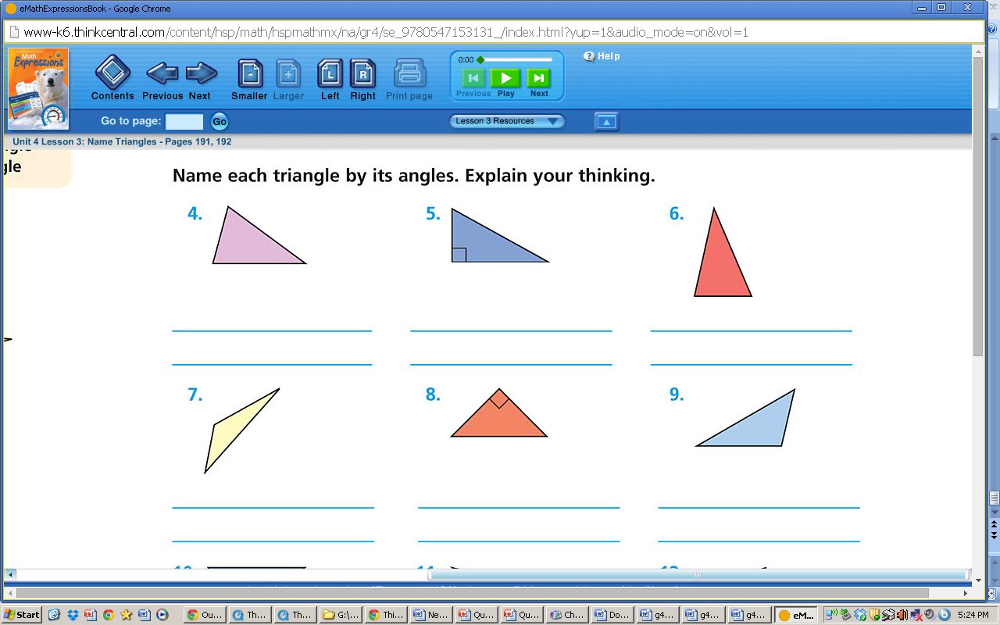 eMathExpressionsBook - Google Chrome
www-k6.thinkcentral.com/content/hsp/math/hspmathmx/na/gr4/se_9780547153131_/index.html?yup=1&audio_mode=on&vol=1
Math
Expressions
Contents
Previous
Next
Smaller
Larger
L
Left
R
Right
Print page
0:00
Previous
Play
Next
Help
Go to page:
Go
Lesson 3 Resources
Unit 4 Lesson 3: Name Triangles - Pages 191, 192
gle
Name each triangle by its angles. Explain your thinking.
4.
5.
6.
7.
8.
9.
Start
Ou...
Th...
Th...
G:\...
Thi...
Ne...
Qu...
Qu...
Ch...
Do...
g4...
g4...
g4...
eM...
5:24 PM